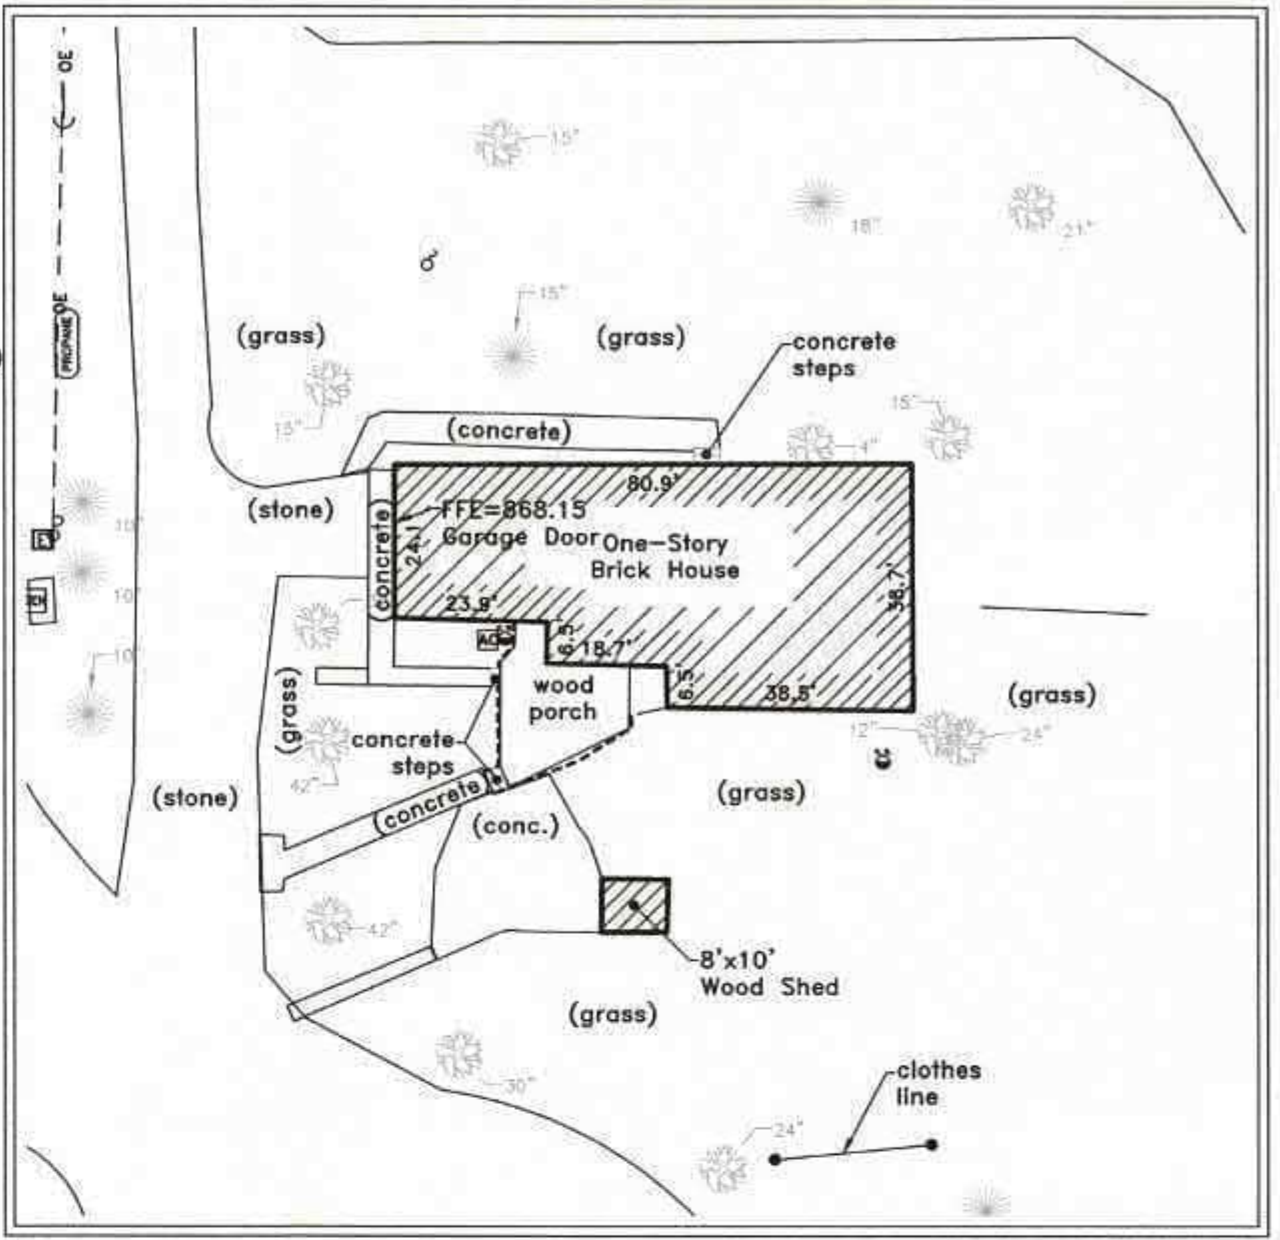 OE
15"
18"
21"
OE
PROPANE
15"
(grass)
(grass)
concrete
steps
15"
15"
4"
(concrete)
80.9'
(stone)
(concrete)
FFE=868.15
Garage Door
24.1'
One-Story
Brick House
38.7'
10"
10"
10"
23.9'
AC
6.5'
18.7'
6.5'
38.5'
wood
porch
(grass)
(grass)
12"
24"
concrete
steps
42"
(stone)
(concrete)
(conc.)
(grass)
42"
8'x10'
Wood Shed
(grass)
30"
clothes
line
24"